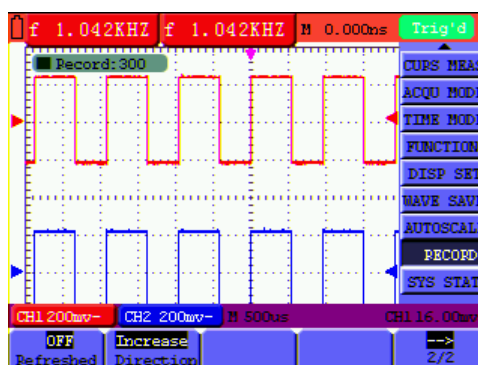 f 1.042KHZ f 1.042KHZ M 0.000ns Trig'd
Record:300
CURS MEAS
ACQU MODE
TIME MODE
FUNCTION
DISP SET
WAVE SAVE
AUTOSCALE
RECORD
SYS STAT
CH1 200mv- CH2 200mv- M 500us CH1 16.00mv
OFF Increase -->
Refreshed Direction 2/2